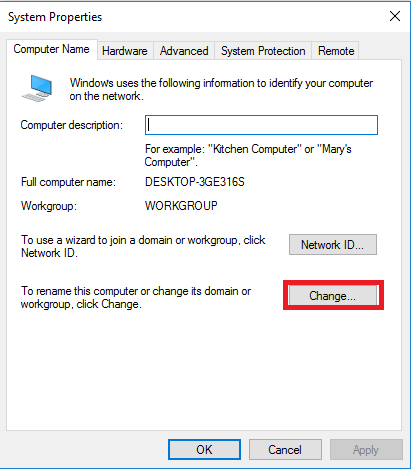 System Properties
Computer Name Hardware Advanced System Protection Remote
Windows uses the following information to identify your computer
on the network.
Computer description:
For example: "Kitchen Computer" or "Mary's
Computer".
Full computer name: DESKTOP-3GE316S
Workgroup: WORKGROUP
To use a wizard to join a domain or workgroup, click
Network ID.
Network ID...
To rename this computer or change its domain or
workgroup, click Change.
Change...
OK Cancel Apply